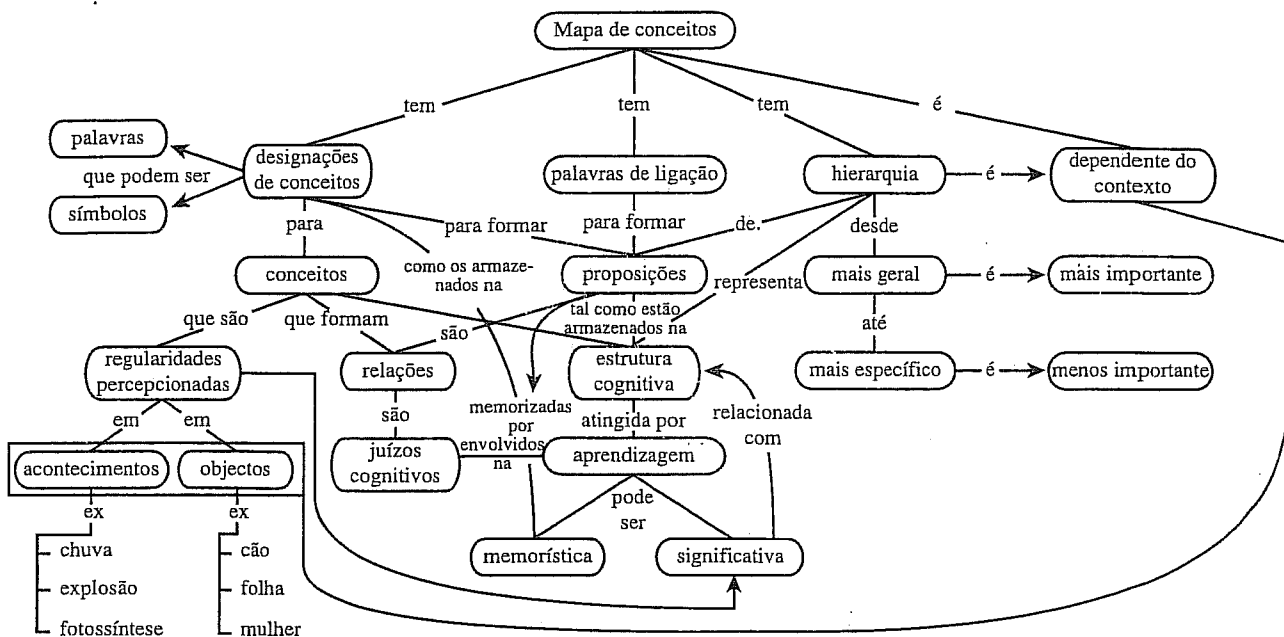 Mapa de conceitos
tem
tem
tem
é
palavras
que podem ser
símbolos
designações
de conceitos
palavras de ligação
hierarquia
é
dependente do
contexto
para
para formar
para formar
de.
desde
conceitos
como os armaze-
nados na
proposições
representa
mais geral
é
mais importante
que são
que formam
são
tal como estão
armazenados na
até
regularidades
percepcionadas
relações
estrutura
cognitiva
mais específico
é
menos importante
em
em
são
memorizadas
por
envolvidos
na
atingida por
relacionada
com
acontecimentos
objectos
juízos
cognitivos
aprendizagem
ex
ex
pode
ser
chuva
explosão
fotossíntese
cão
folha
mulher
memorística
significativa